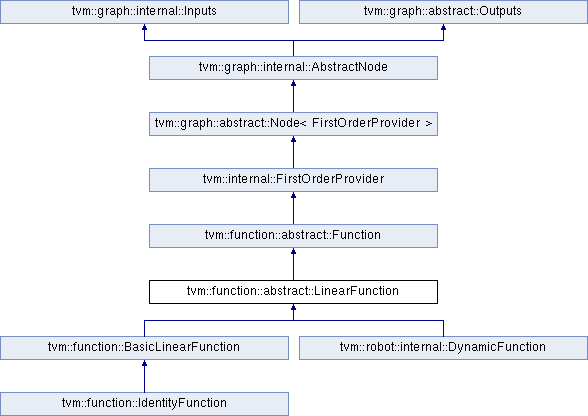 tvm::graph::internal::Inputs
tvm::graph::abstract::Outputs
tvm::graph::internal::AbstractNode
tvm::graph::abstract::Node< FirstOrderProvider >
tvm::internal::FirstOrderProvider
tvm::function::abstract::Function
tvm::function::abstract::LinearFunction
tvm::function::BasicLinearFunction
tvm::robot::internal::DynamicFunction
tvm::function::IdentityFunction